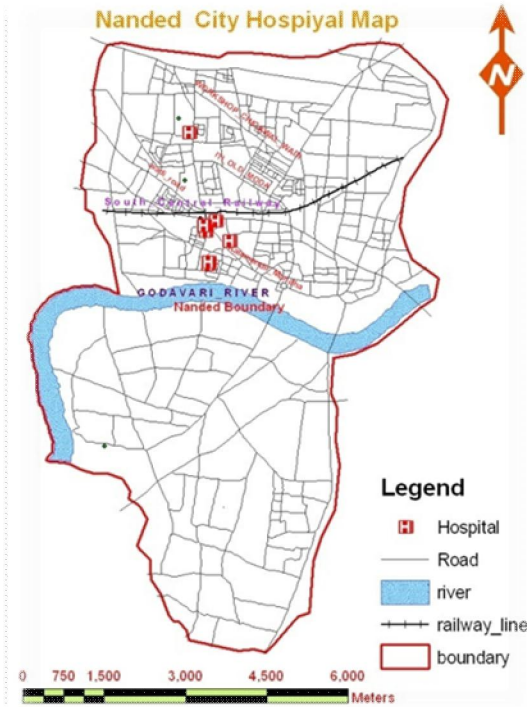 Nanded City Hospiyal Map
N
South Central Railway
GODAVARI_RIVER
Nanded Boundary
Legend
H Hospital
Road
river
railway_line
boundary
0 750 1,500 3,000 4,500 6,000
Meters